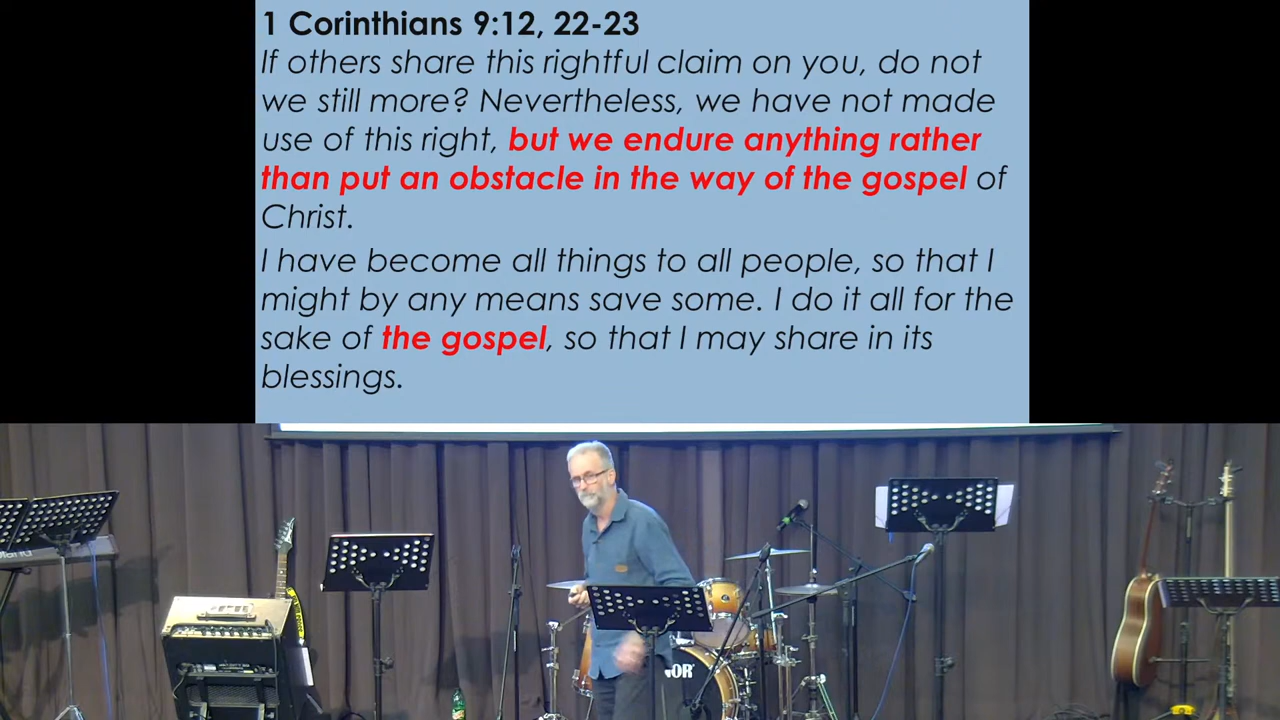 1 Corinthians 9:12, 22-23
If others share this rightful claim on you, do not
we still more? Nevertheless, we have not made
use of this right, but we endure anything rather
than put an obstacle in the way of the gospel of
Christ.
I have become all things to all people, so that I
might by any means save some. I do it all for the
sake of the gospel, so that I may share in its
blessings.